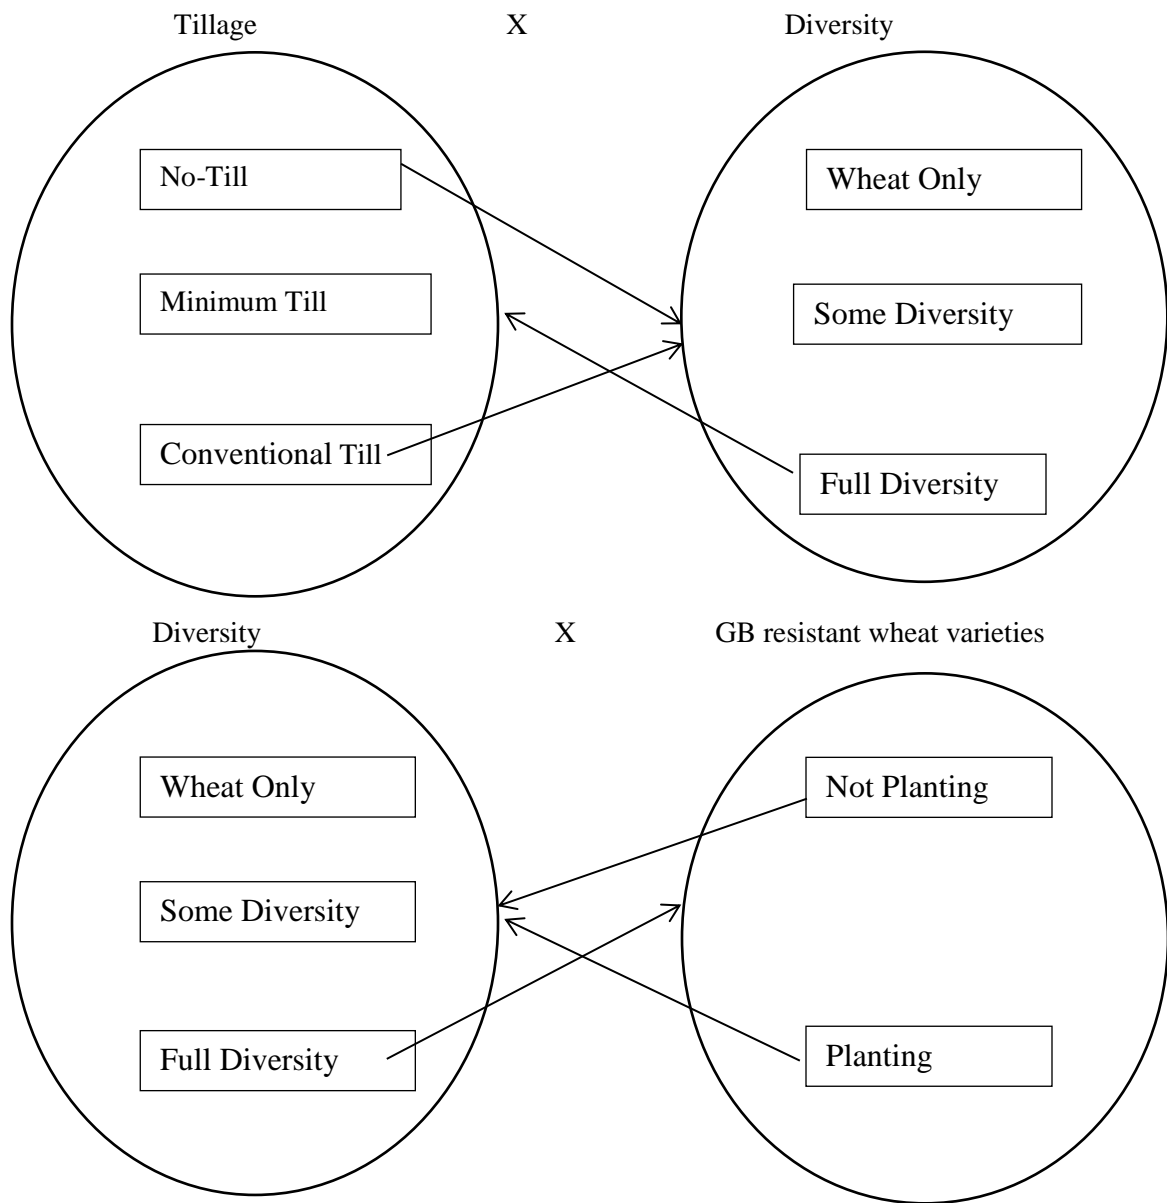 Tillage X Diversity
No-Till
Wheat Only
Minimum Till
Some Diversity
Conventional Till
Full Diversity
Diversity X GB resistant wheat varieties
Wheat Only
Not Planting
Some Diversity
Full Diversity
Planting